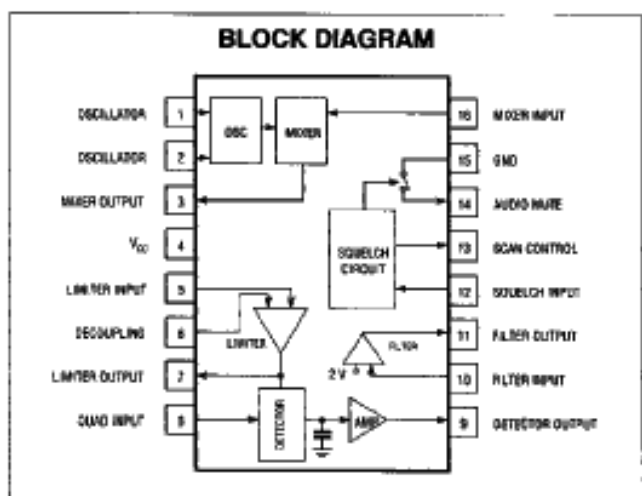 BLOCK DIAGRAM
OSCILLATOR 1
OSCILLATOR 2
MIXER OUTPUT 3
VCC 4
LIMITER INPUT 5
DECOUPLING 6
LIMITER OUTPUT 7
QUAD INPUT 8
OSC
MIXER
SQUELCH
CIRCUIT
LIMITER
FILTER
2 V
DETECTOR
AMP
16 MIXER INPUT
15 GND
14 AUDIO MUTE
13 SCAN CONTROL
12 SQUELCH INPUT
11 FILTER OUTPUT
10 FILTER INPUT
9 DETECTOR OUTPUT